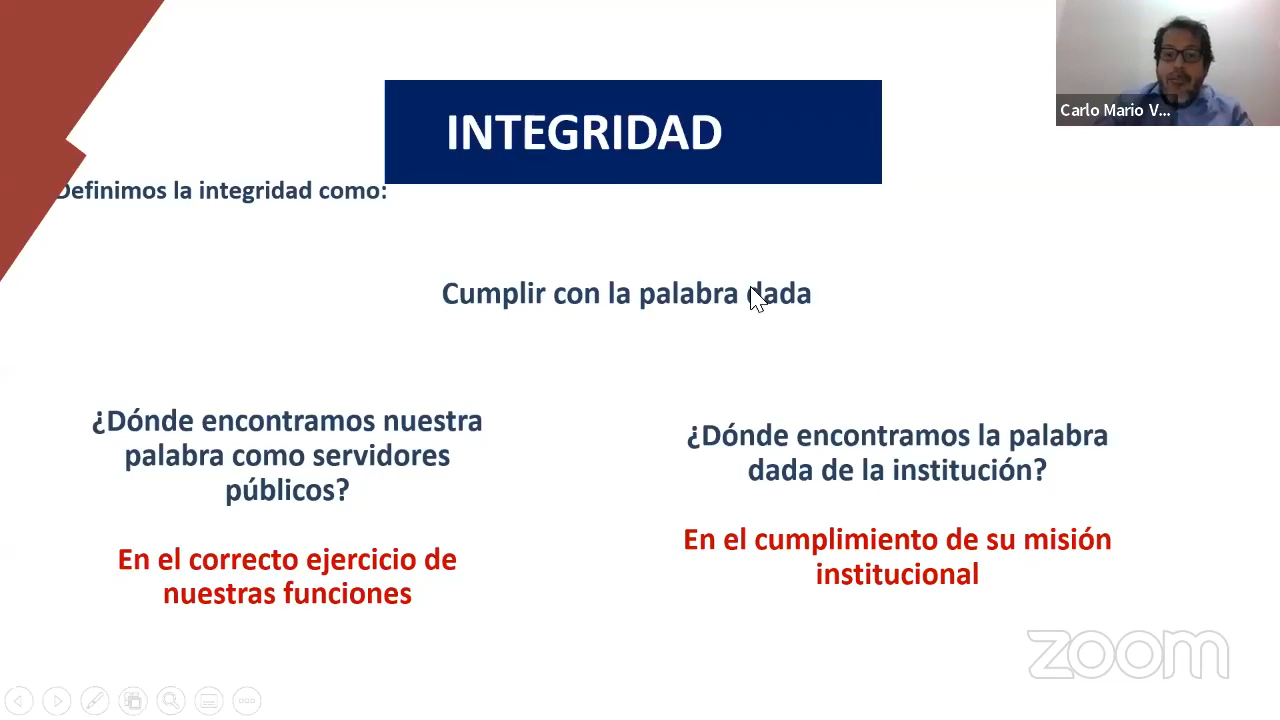 INTEGRIDAD
Carlo Mario V...
Definimos la integridad como:
Cumplir con la palabra dada
¿Dónde encontramos nuestra
palabra como servidores
públicos?
En el correcto ejercicio de
nuestras funciones
¿Dónde encontramos la palabra
dada de la institución?
En el cumplimiento de su misión
institucional
zoom